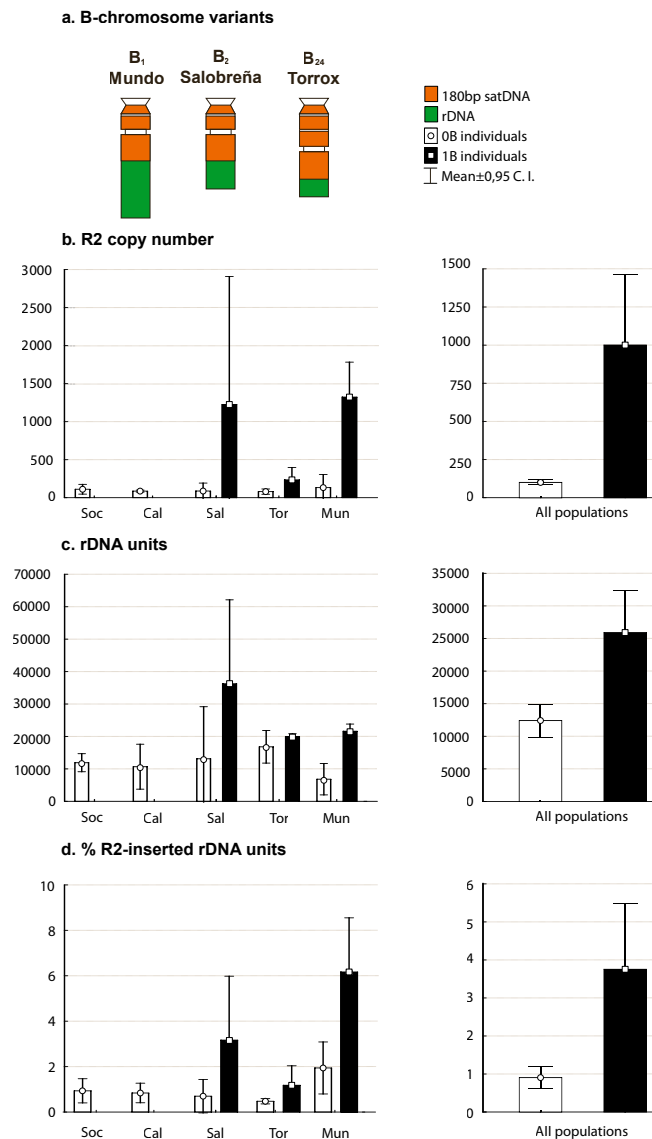 a. B-chromosome variants
B1 B2 B24
Mundo Salobreña Torrox
180bp satDNA
rDNA
0B individuals
1B individuals
Mean±0,95 C. I.
b. R2 copy number
3000
2500
2000
1500
1000
500
0
Soc Cal Sal Tor Mun
1500
1250
1000
750
500
250
0
All populations
c. rDNA units
70000
60000
50000
40000
30000
20000
10000
0
Soc Cal Sal Tor Mun
35000
30000
25000
20000
15000
10000
5000
0
All populations
d. % R2-inserted rDNA units
10
8
6
4
2
0
Soc Cal Sal Tor Mun
6
5
4
3
2
1
0
All populations